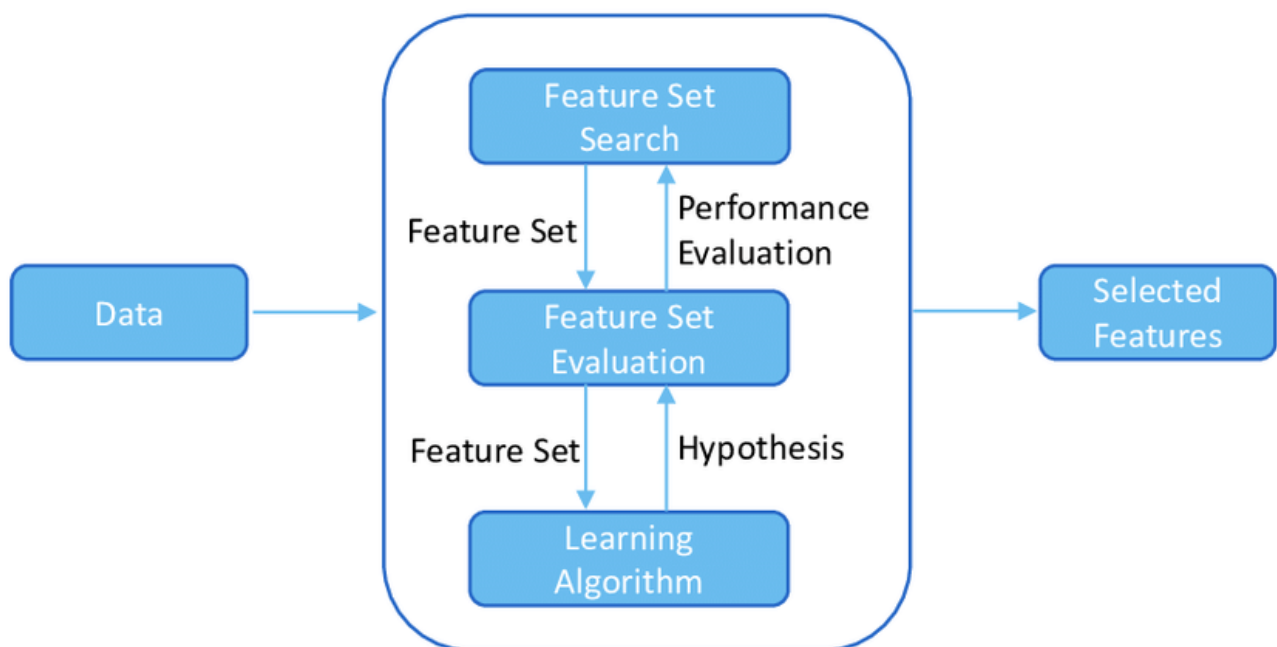 Feature Set
Search
Feature Set
Performance
Evaluation
Data
Feature Set
Evaluation
Selected
Features
Feature Set
Hypothesis
Learning
Algorithm